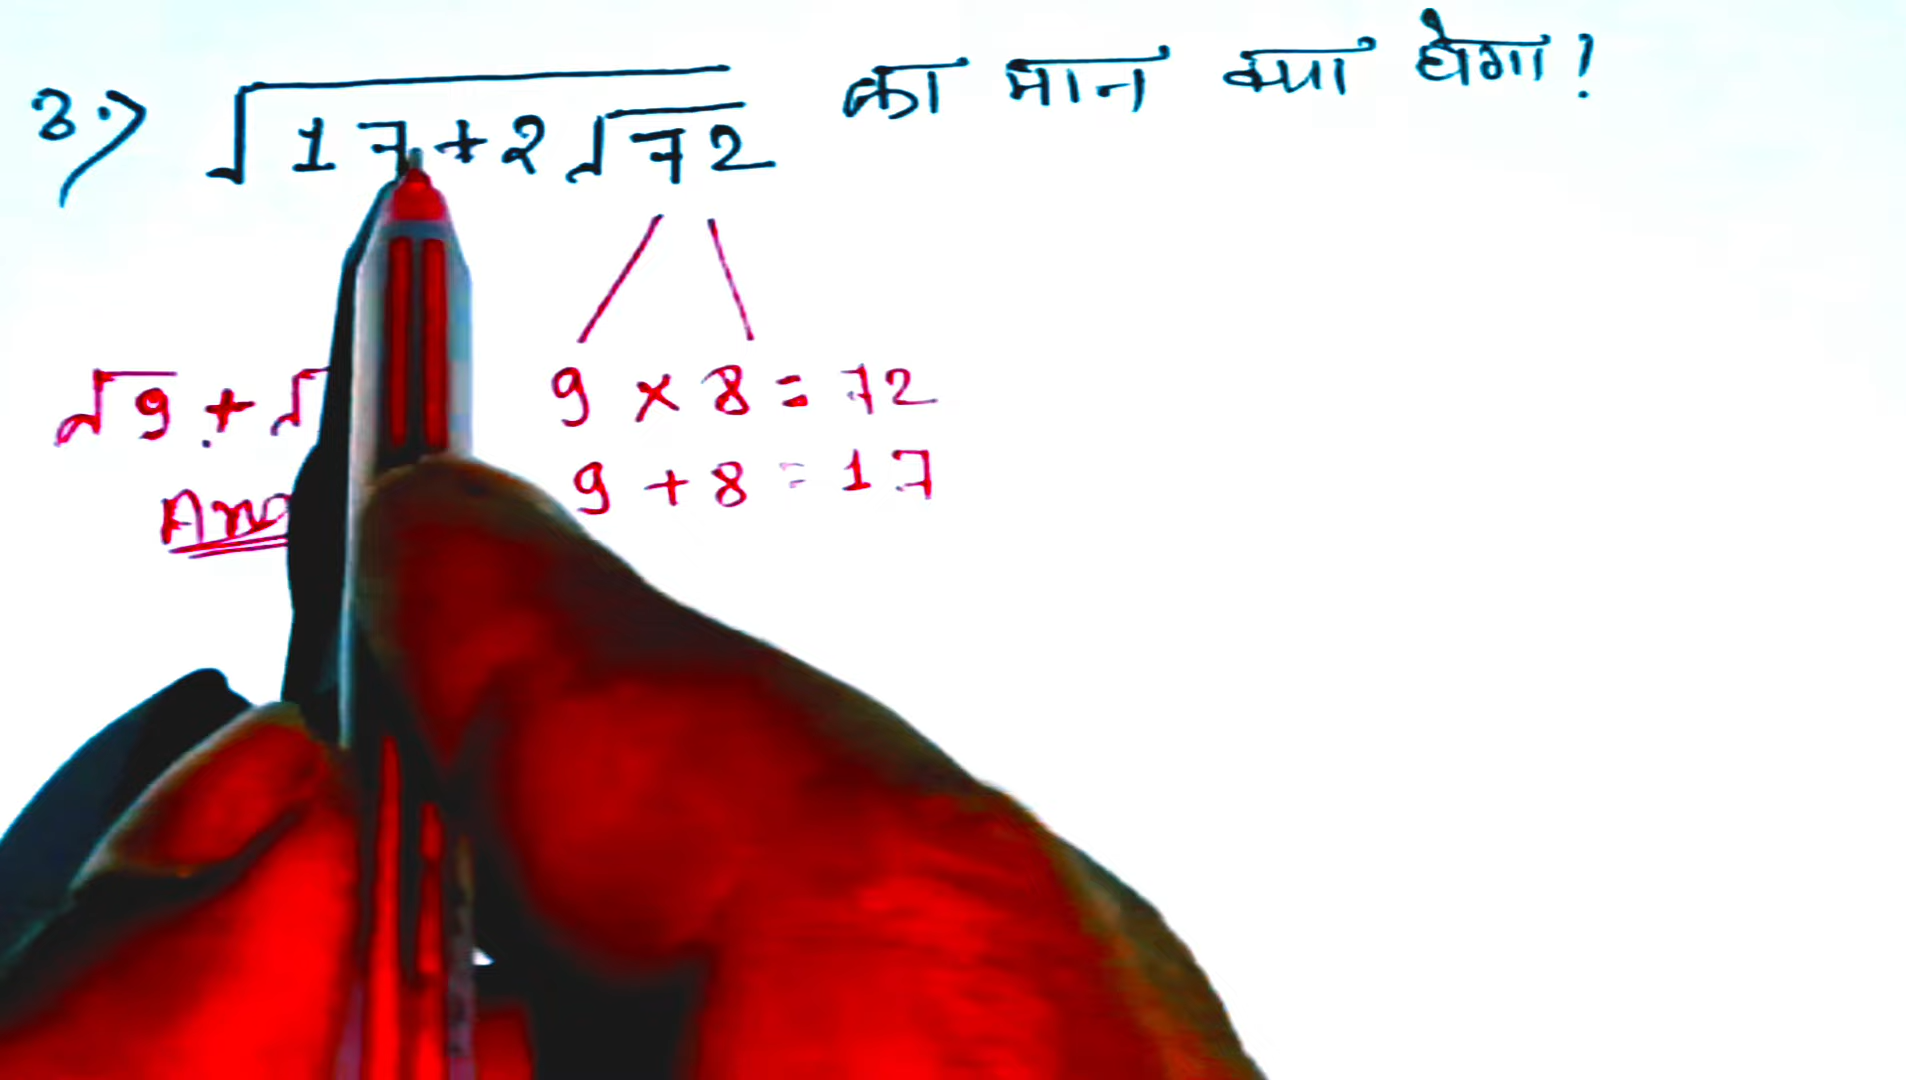 3.) √17+2√72 का मान क्या होगा?
9 × 8 = 72
√9 + √
9 + 8 = 17
Ans